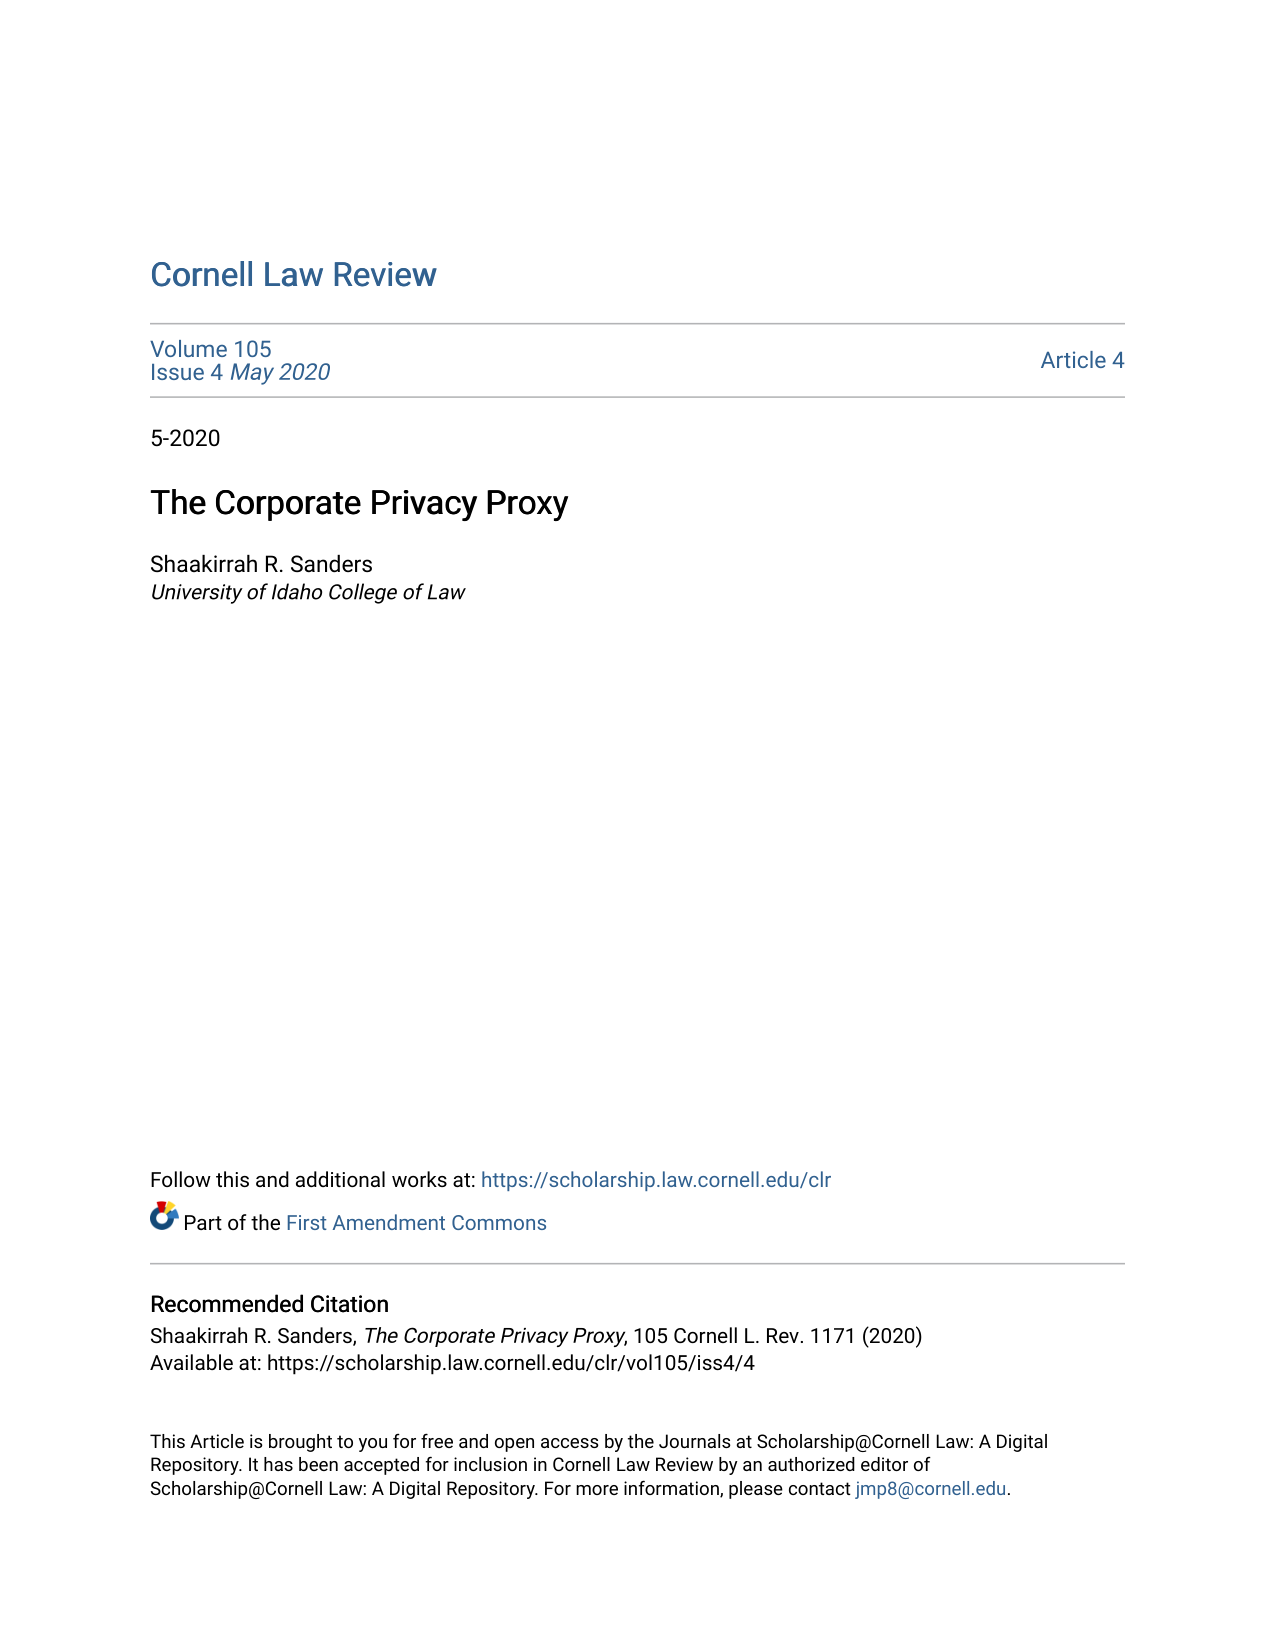 Cornell Law Review
Volume 105
Issue 4 May 2020
Article 4
5-2020
The Corporate Privacy Proxy
Shaakirrah R. Sanders
University of Idaho College of Law
Follow this and additional works at: https://scholarship.law.cornell.edu/clr
Part of the First Amendment Commons
Recommended Citation
Shaakirrah R. Sanders, The Corporate Privacy Proxy, 105 Cornell L. Rev. 1171 (2020)
Available at: https://scholarship.law.cornell.edu/clr/vol105/iss4/4
This Article is brought to you for free and open access by the Journals at Scholarship@Cornell Law: A Digital
Repository. It has been accepted for inclusion in Cornell Law Review by an authorized editor of
Scholarship@Cornell Law: A Digital Repository. For more information, please contact jmp8@cornell.edu.